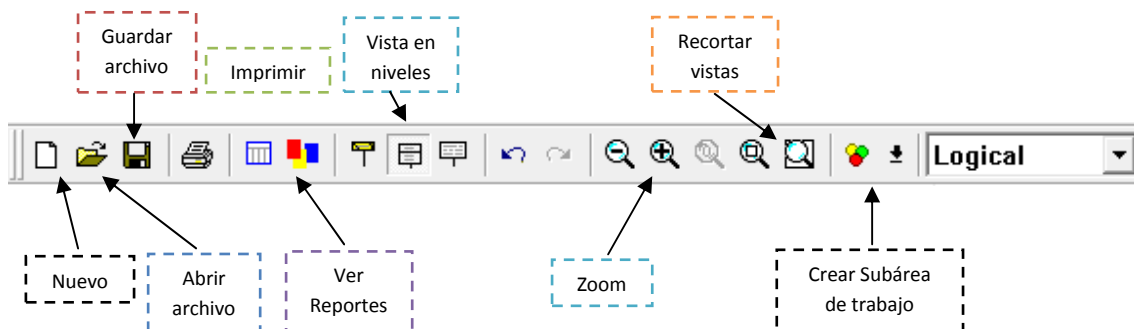 Guardar
archivo
Imprimir
Vista en
niveles
Recortar
vistas
Logical
Nuevo
Abrir
archivo
Ver
Reportes
Zoom
Crear Subárea
de trabajo